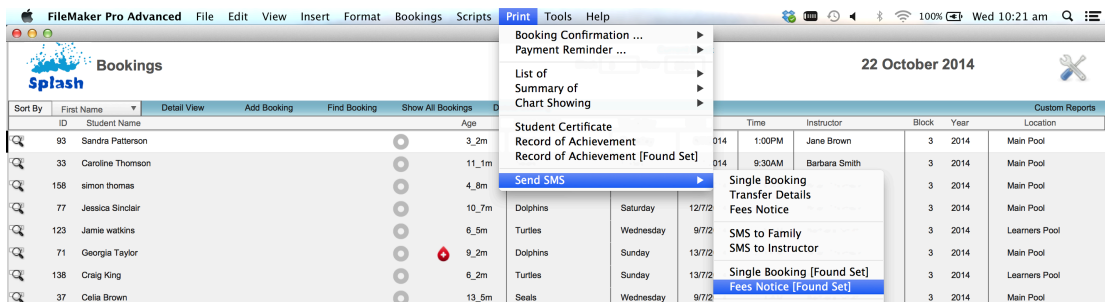 FileMaker Pro Advanced File Edit View Insert Format Bookings Scripts Print Tools Help 100% Wed 10:21 am
Booking Confirmation ...
Payment Reminder ...
Splash Bookings 22 October 2014
List of
Summary of
Chart Showing
Student Certificate
Record of Achievement
Record of Achievement [Found Set]
Send SMS
Single Booking
Transfer Details
Fees Notice
SMS to Family
SMS to Instructor
Single Booking [Found Set]
Fees Notice [Found Set]
Sort By First Name Detail View Add Booking Find Booking Show All Bookings D Custom Reports
ID Student Name Age Time Instructor Block Year Location
93 Sandra Patterson 3_2m 014 1:00PM Jane Brown 3 2014 Main Pool
33 Caroline Thomson 11_1m 014 9:30AM Barbara Smith 3 2014 Main Pool
158 simon thomas 4_8m 3 2014 Main Pool
77 Jessica Sinclair 10_7m Dolphins Saturday 12/7/2 3 2014 Main Pool
123 Jamie watkins 6_5m Turtles Wednesday 9/7/2 3 2014 Learners Pool
71 Georgia Taylor 9_2m Dolphins Sunday 13/7/2 3 2014 Main Pool
138 Craig King 6_2m Turtles Sunday 13/7/2 3 2014 Learners Pool
37 Celia Brown 13_5m Seals Wednesday 9/7/2 3 2014 Main Pool